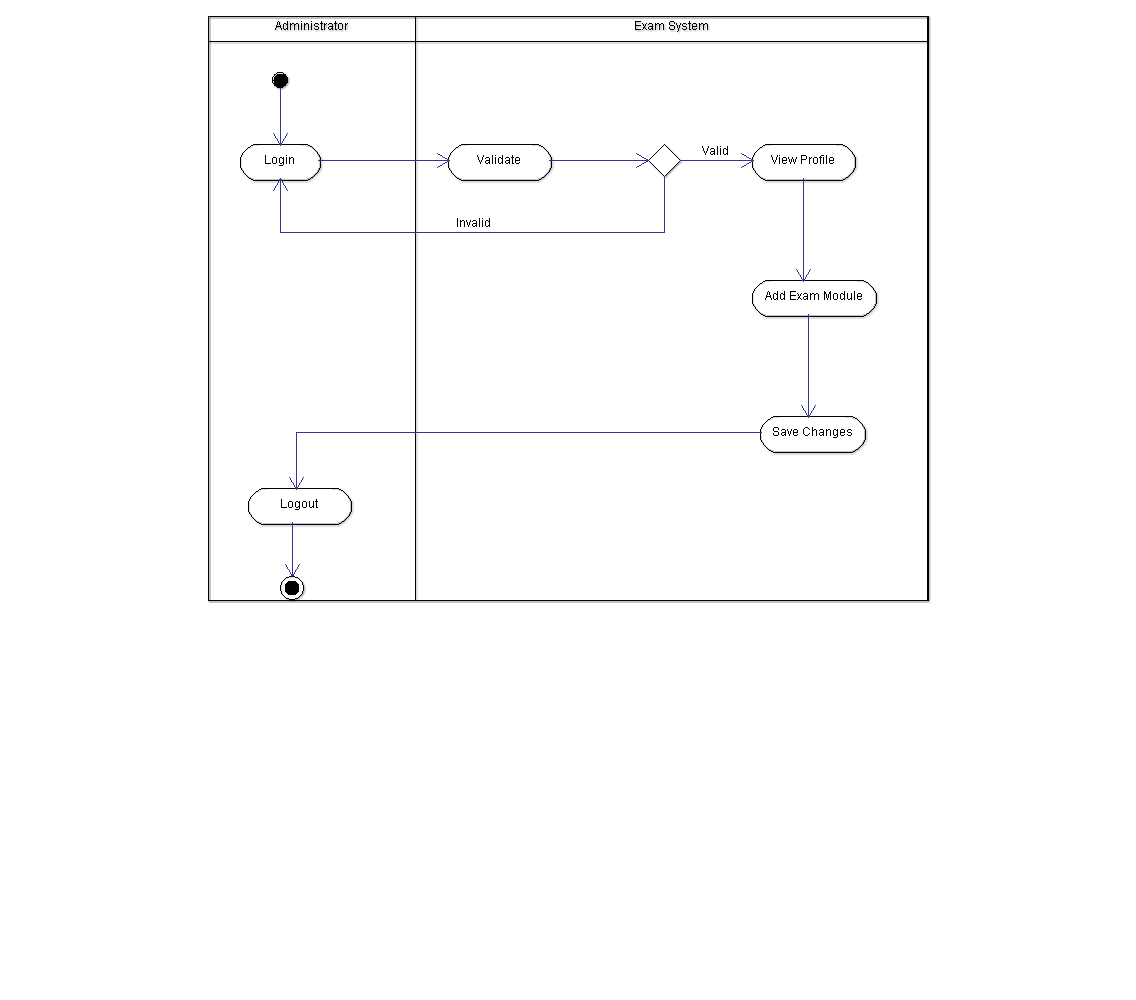 Administrator
Exam System
Login
Validate
Valid
View Profile
Invalid
Add Exam Module
Save Changes
Logout